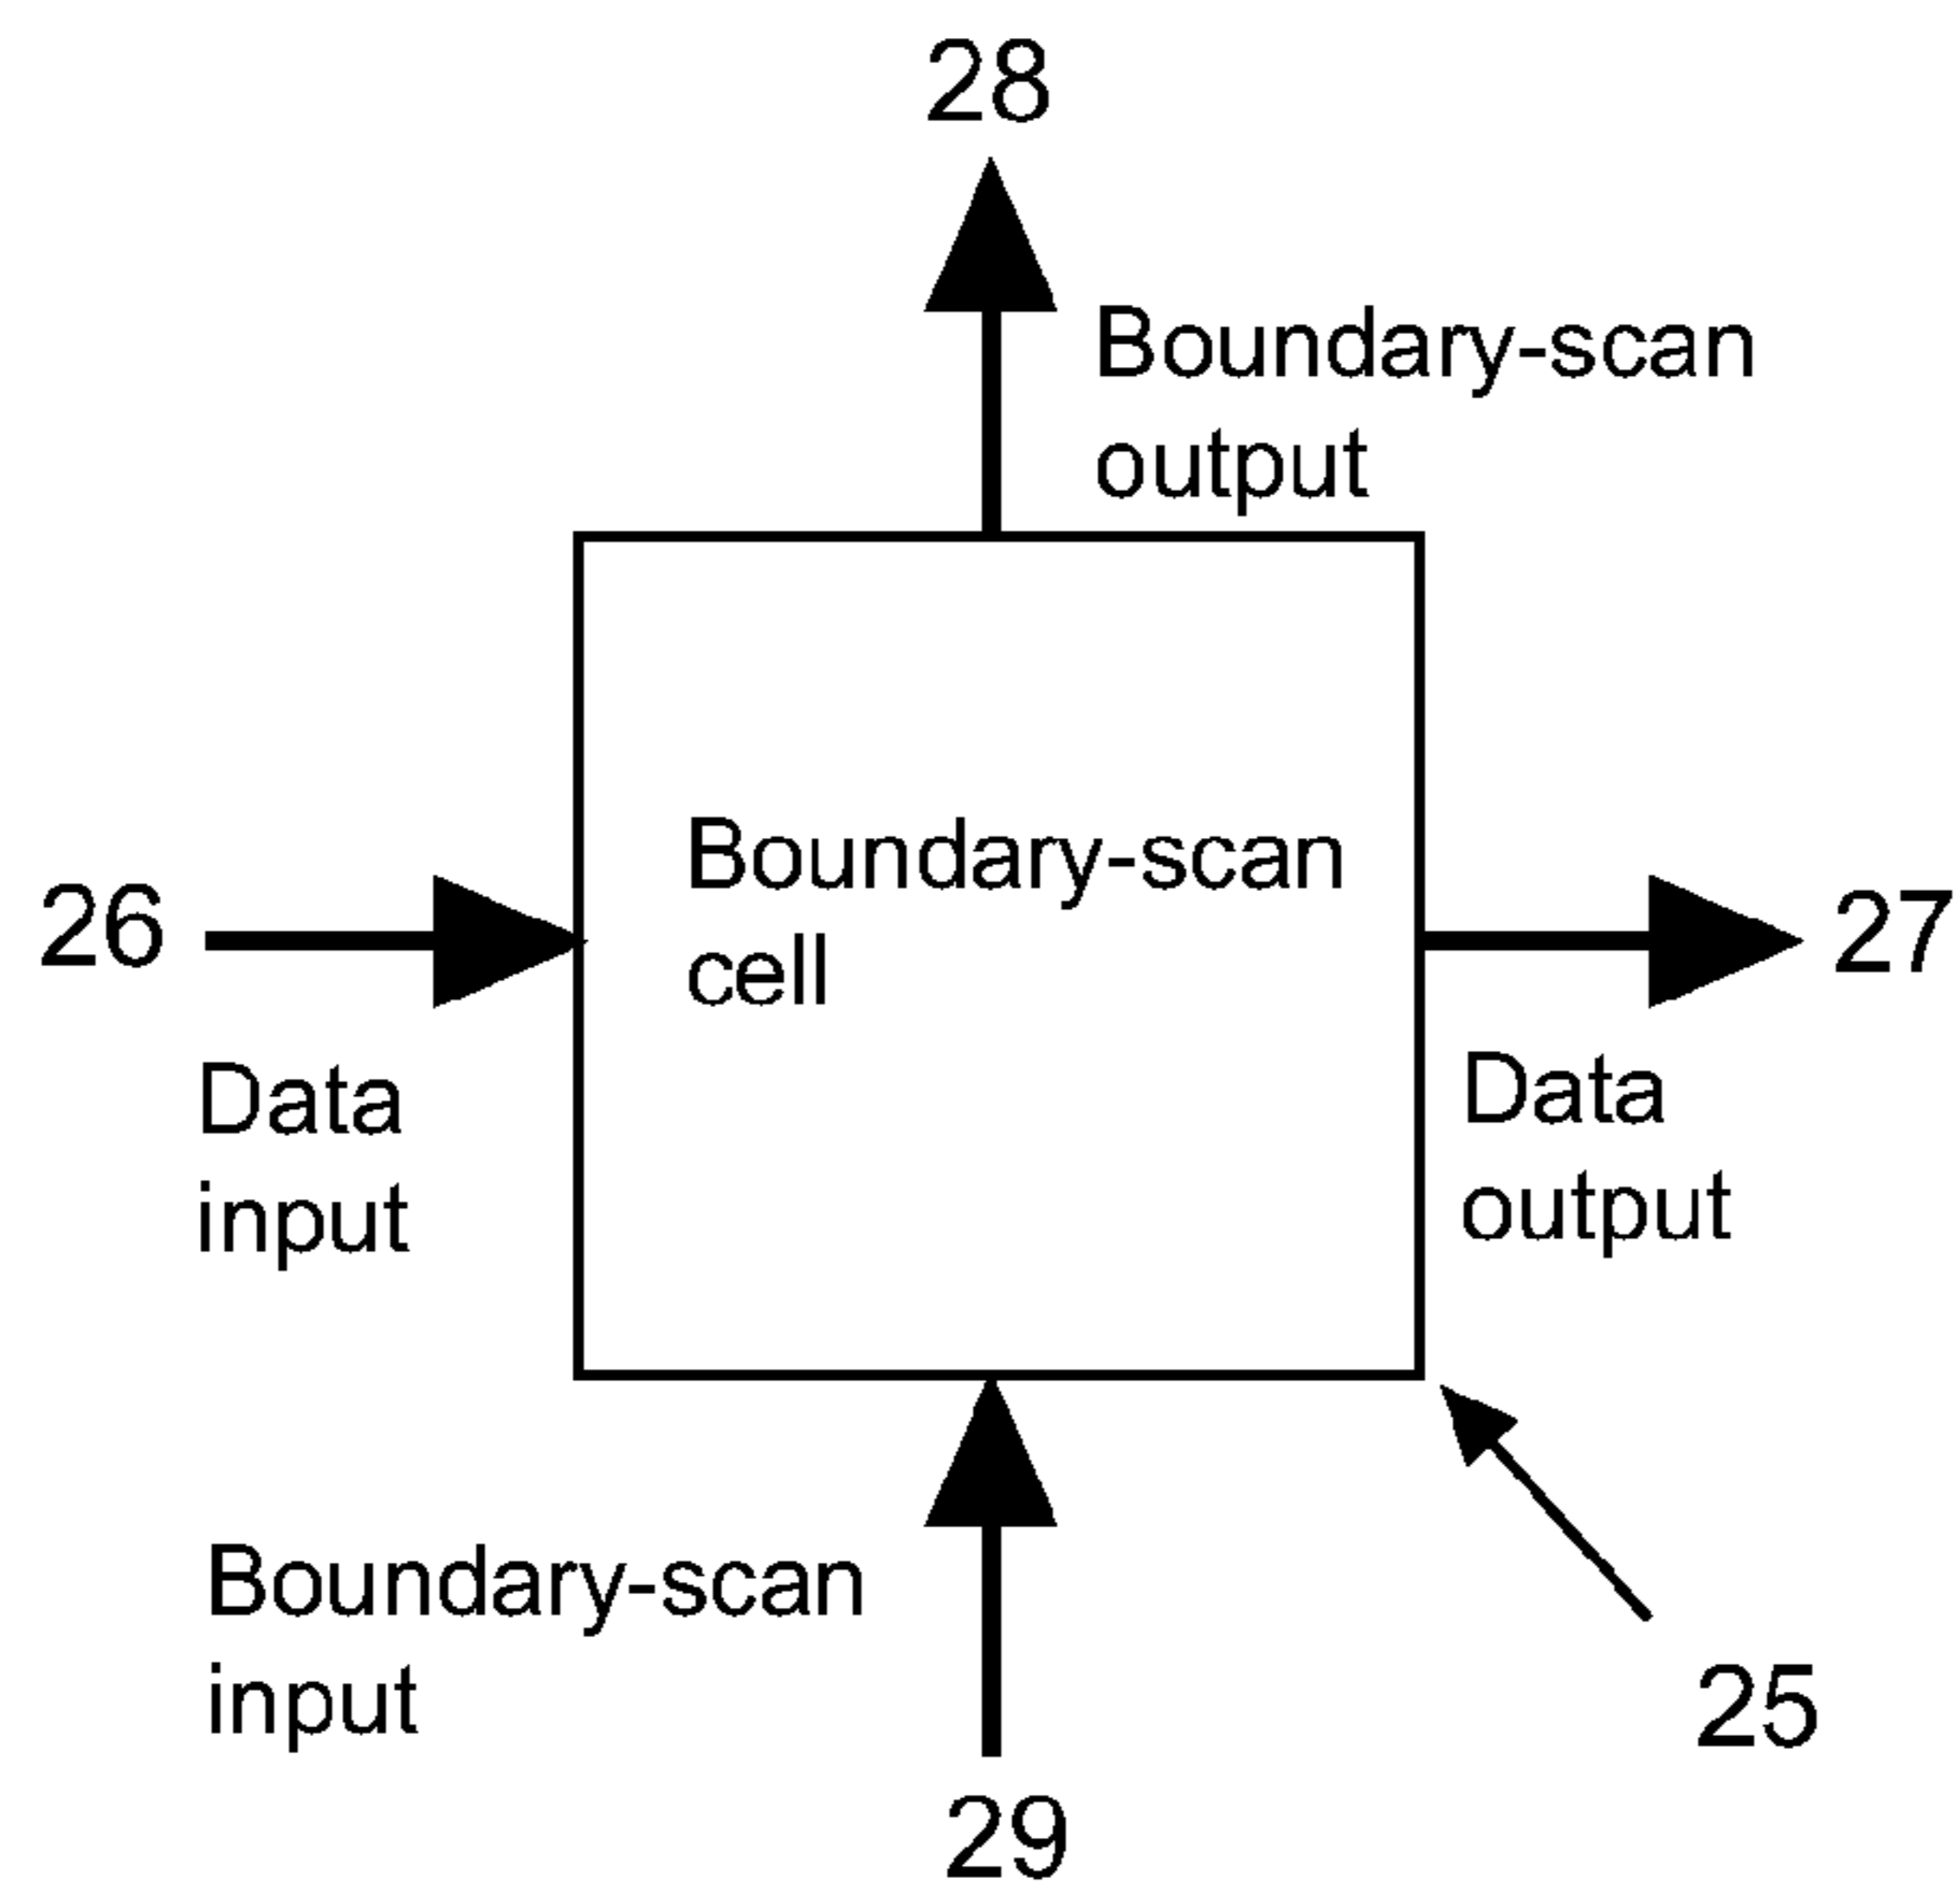 28
Boundary-scan
output
Boundary-scan
cell
26
27
Data
input
Data
output
Boundary-scan
input
25
29